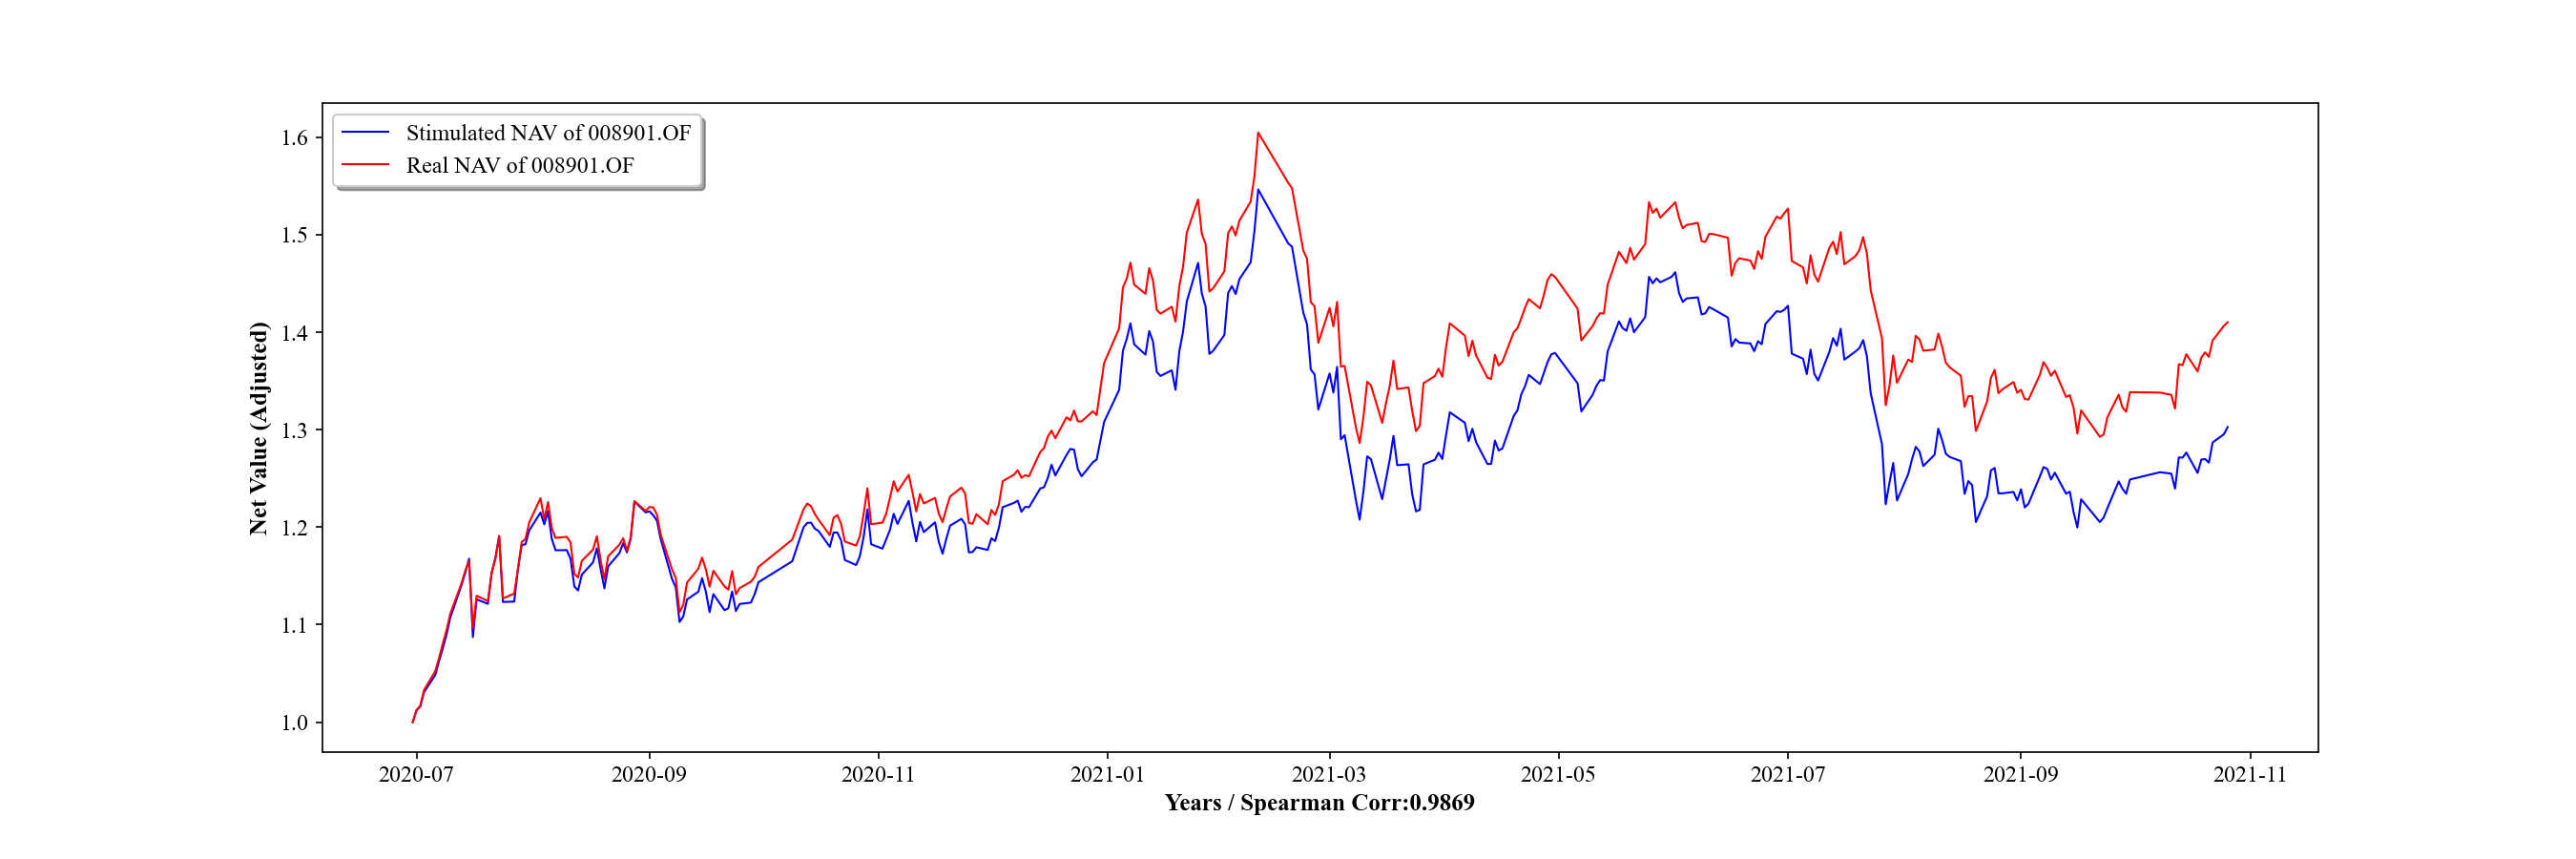 Stimulated NAV of 008901.OF
Real NAV of 008901.OF
Net Value (Adjusted)
1.6
1.5
1.4
1.3
1.2
1.1
1.0
2020-07 2020-09 2020-11 2021-01 2021-03 2021-05 2021-07 2021-09 2021-11
Years / Spearman Corr:0.9869